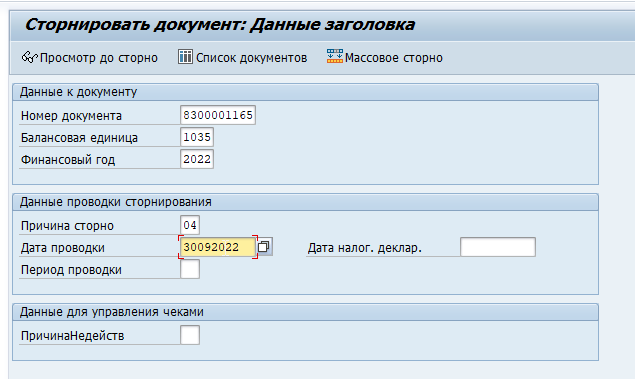 Сторнировать документ: Данные заголовка
Просмотр до сторно Список документов Массовое сторно
Данные к документу
Номер документа 8300001165
Балансовая единица 1035
Финансовый год 2022
Данные проводки сторнирования
Причина сторно 04
Дата проводки 30092022 Дата налог. деклар.
Период проводки
Данные для управления чеками
ПричинаНедейств